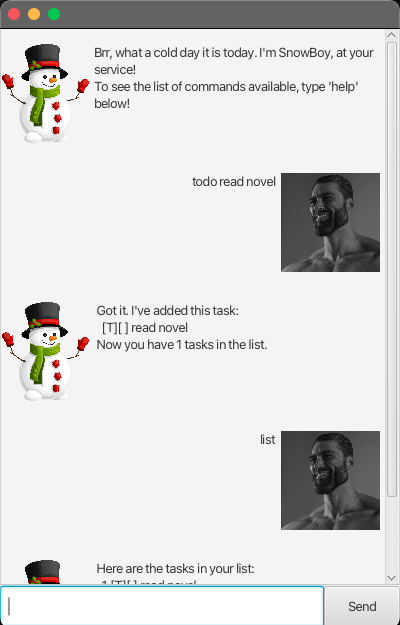 Brr, what a cold day it is today. I'm SnowBoy, at your
service!
To see the list of commands available, type 'help'
below!
todo read novel
Got it. I've added this task:
[T][ ] read novel
Now you have 1 tasks in the list.
list
Here are the tasks in your list:
1.[T][ ] read novel
Send